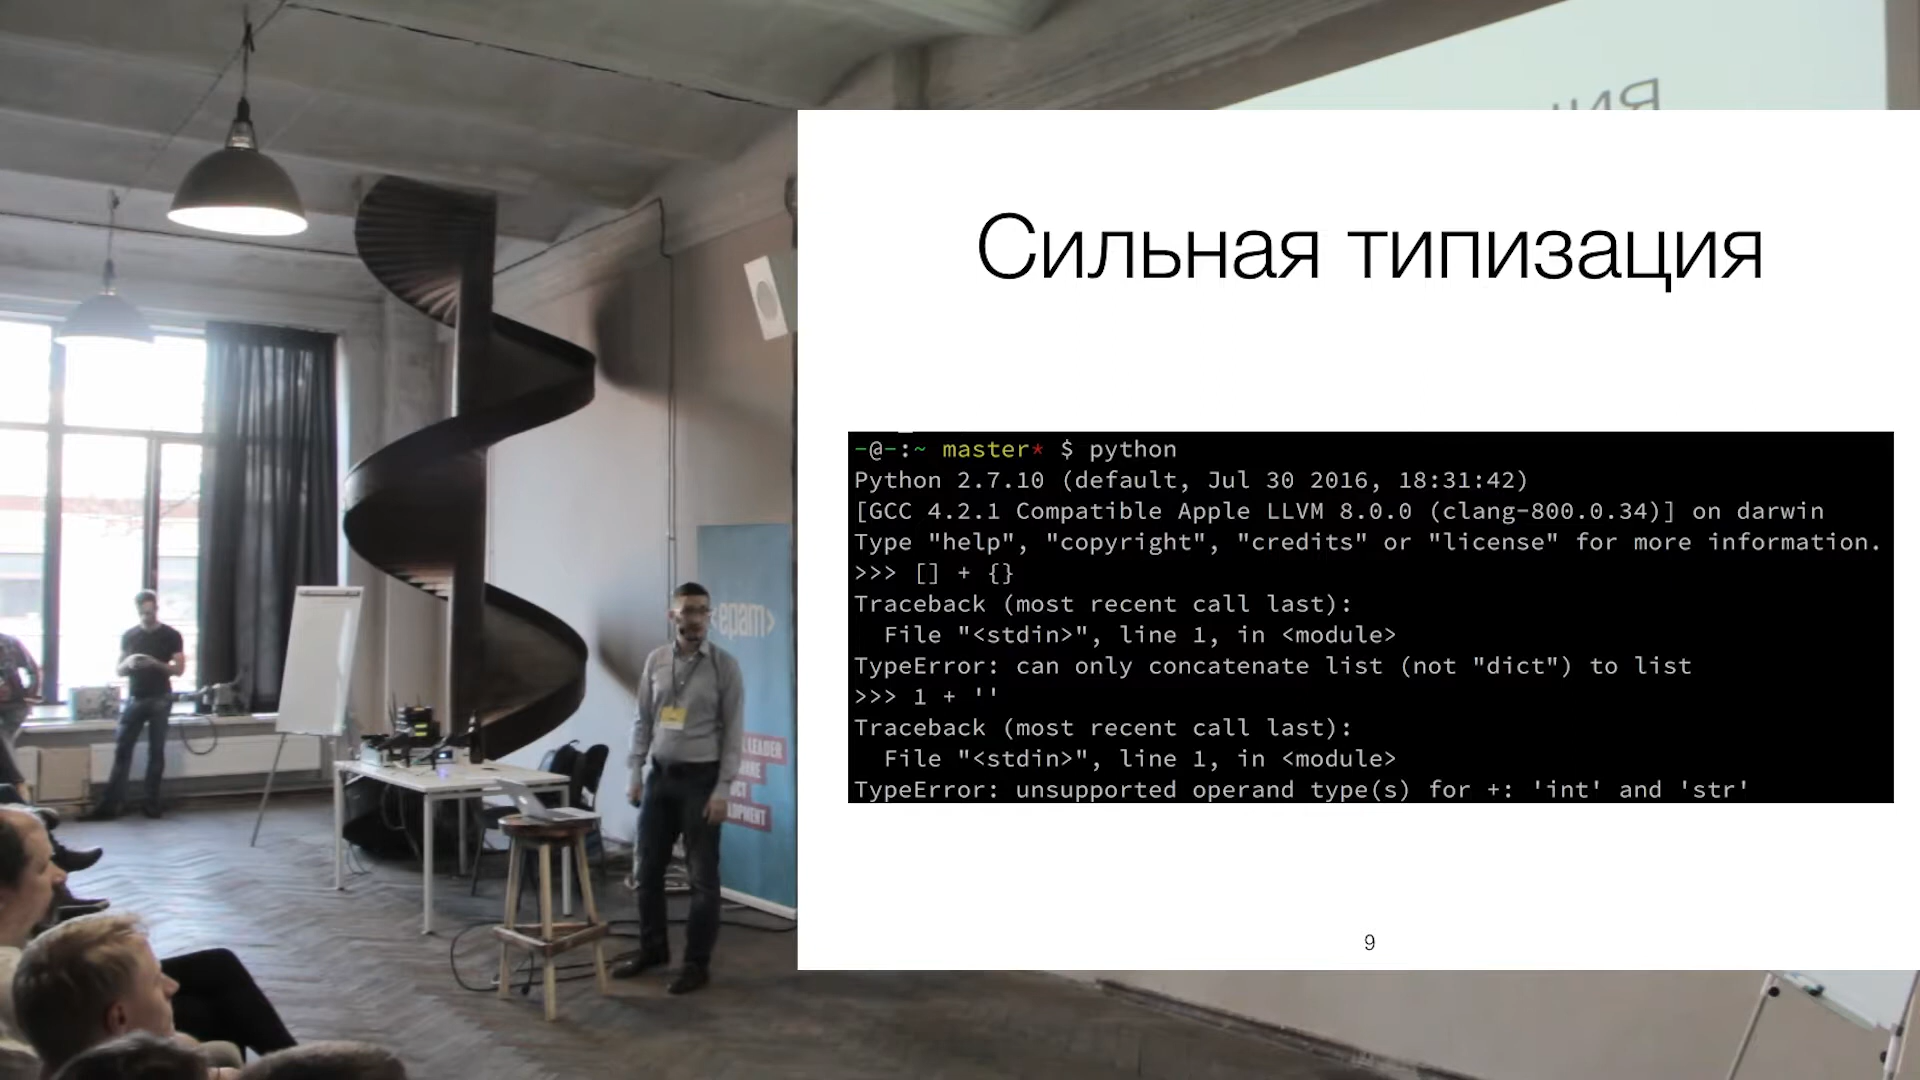 Сильная типизация
-@-:~ master* $ python
Python 2.7.10 (default, Jul 30 2016, 18:31:42)
[GCC 4.2.1 Compatible Apple LLVM 8.0.0 (clang-800.0.34)] on darwin
Type "help", "copyright", "credits" or "license" for more information.
>>> [] + {}
Traceback (most recent call last):
  File "<stdin>", line 1, in <module>
TypeError: can only concatenate list (not "dict") to list
>>> 1 + ''
Traceback (most recent call last):
  File "<stdin>", line 1, in <module>
TypeError: unsupported operand type(s) for +: 'int' and 'str'
9
<epam>
LEADER